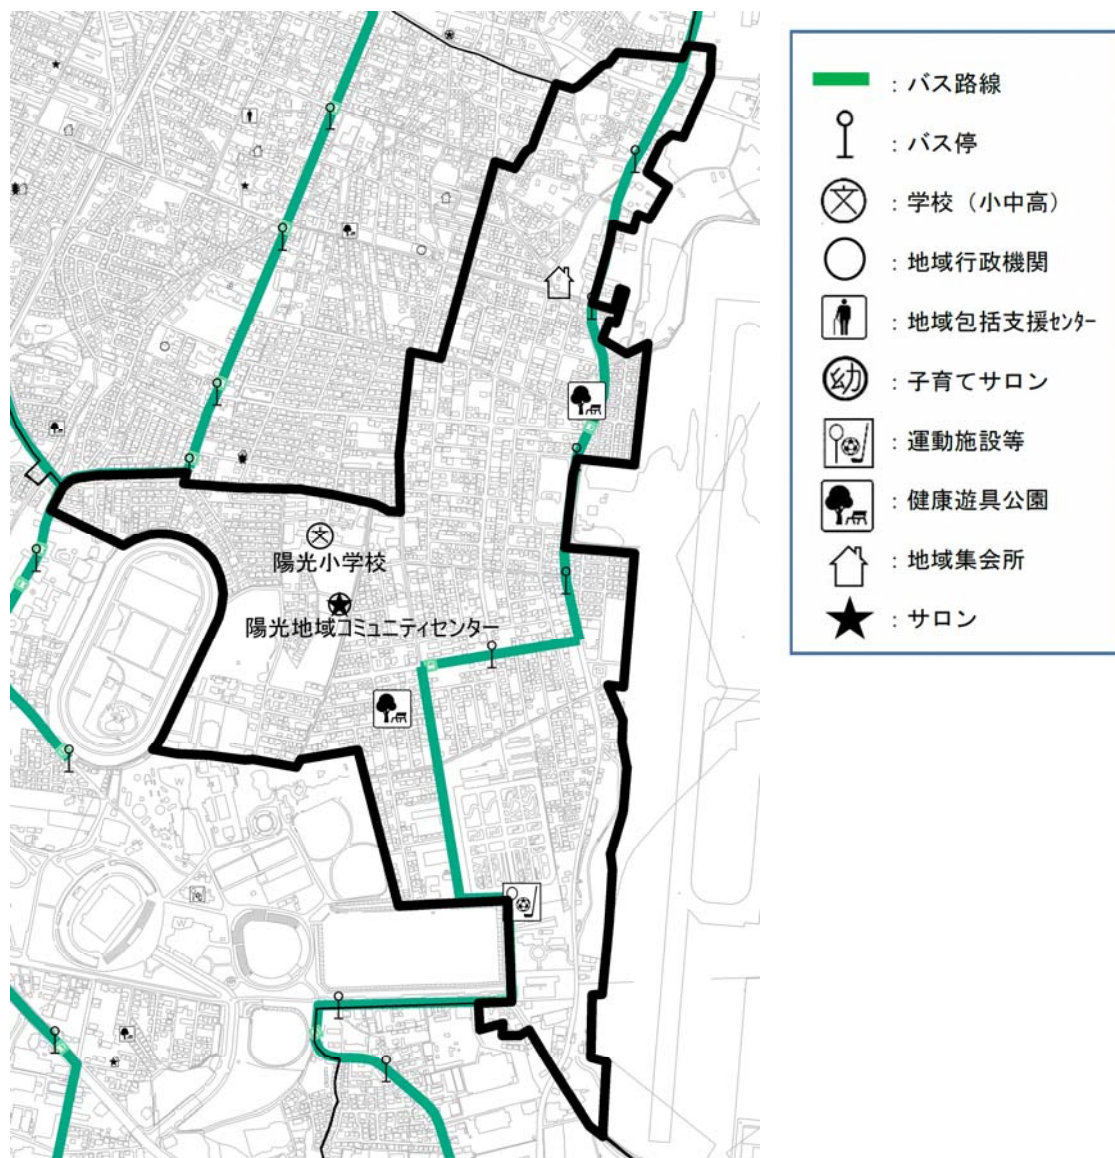 陽光小学校
陽光地域コミュニティセンター
文
: バス路線
: バス停
文
: 学校（小中高）
: 地域行政機関
: 地域包括支援ｾﾝﾀｰ
幼
: 子育てサロン
: 運動施設等
: 健康遊具公園
: 地域集会所
: サロン